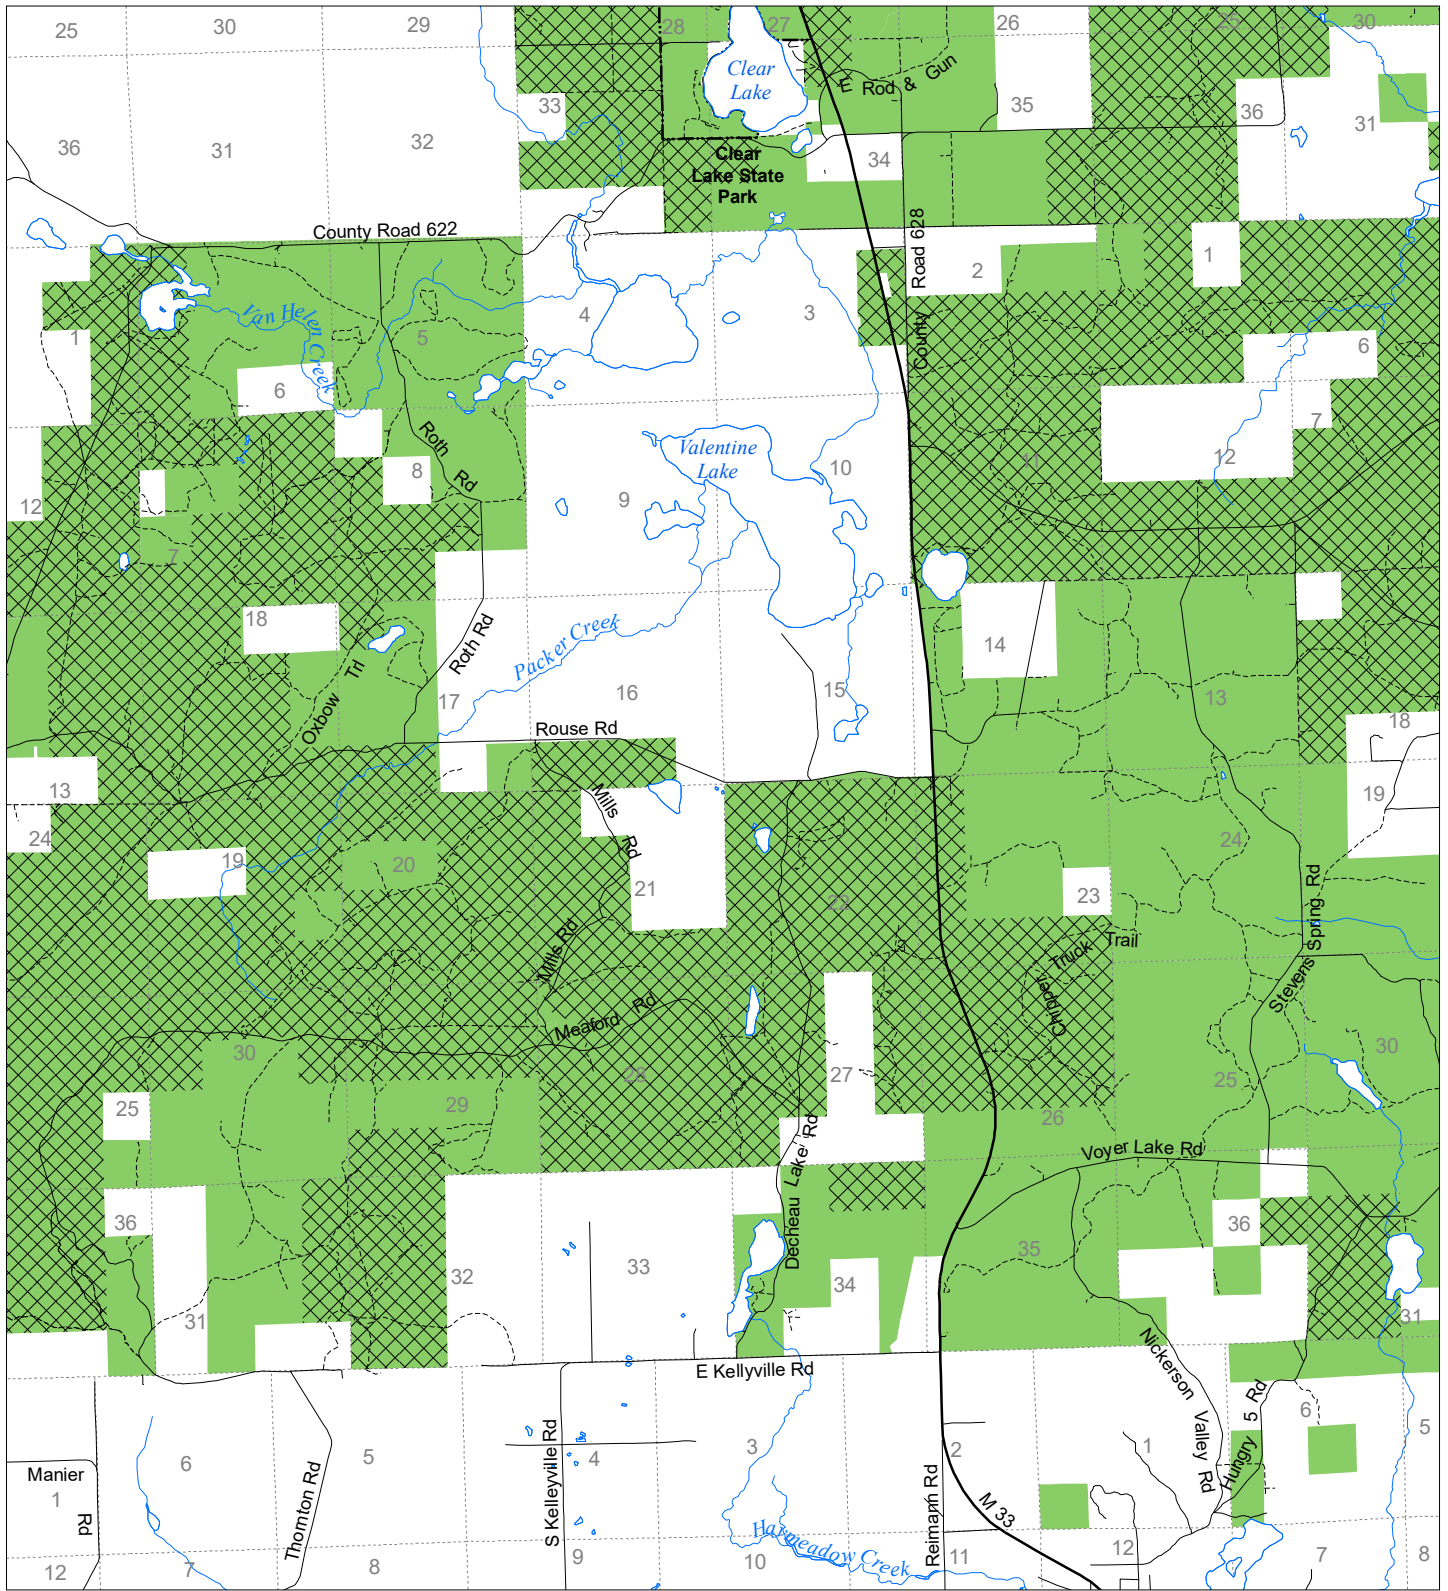 25
30
29
28
27
26
25
30
Clear
Lake
E Rod & Gun
33
35
36
31
36
31
32
34
Clear
Lake State
Park
County Road 622
County Road 628
1
2
1
Van Helen Creek
4
3
5
6
6
7
Roth Rd
Valentine
Lake
8
9
10
11
12
12
7
18
Packer Creek
Roth Rd
Oxbow Trl
14
17
16
15
13
18
Rouse Rd
13
19
Mills Rd
24
19
20
21
22
23
24
Spring Rd
Stevens
Mills Rd
Meaford Rd
Chipper Truck Trail
30
28
27
25
30
25
29
26
Decheau Lake Rd
Voyer Lake Rd
36
36
35
32
33
34
31
31
E Kellyville Rd
Nickerson Valley Rd
Hungry 5 Rd
6
5
6
5
S Kelleyville Rd
4
3
2
1
Manier Rd
1
Thornton Rd
Reimann Rd
M 33
Harmeadow Creek
12
7
8
9
10
11
12
7
8